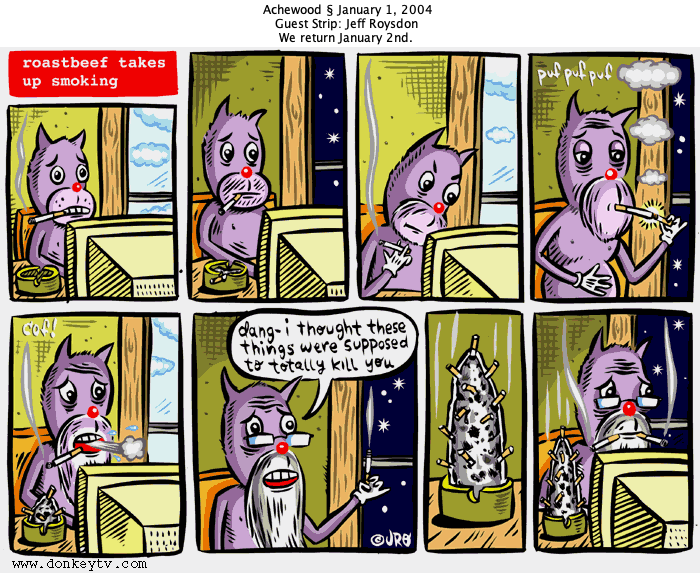 Achewood § January 1, 2004
Guest Strip: Jeff Roysdon
We return January 2nd.
roastbeef takes
up smoking
puf puf puf
cof!
dang-i thought these
things were supposed
to totally kill you
©JRØ
www.donkeytv.com